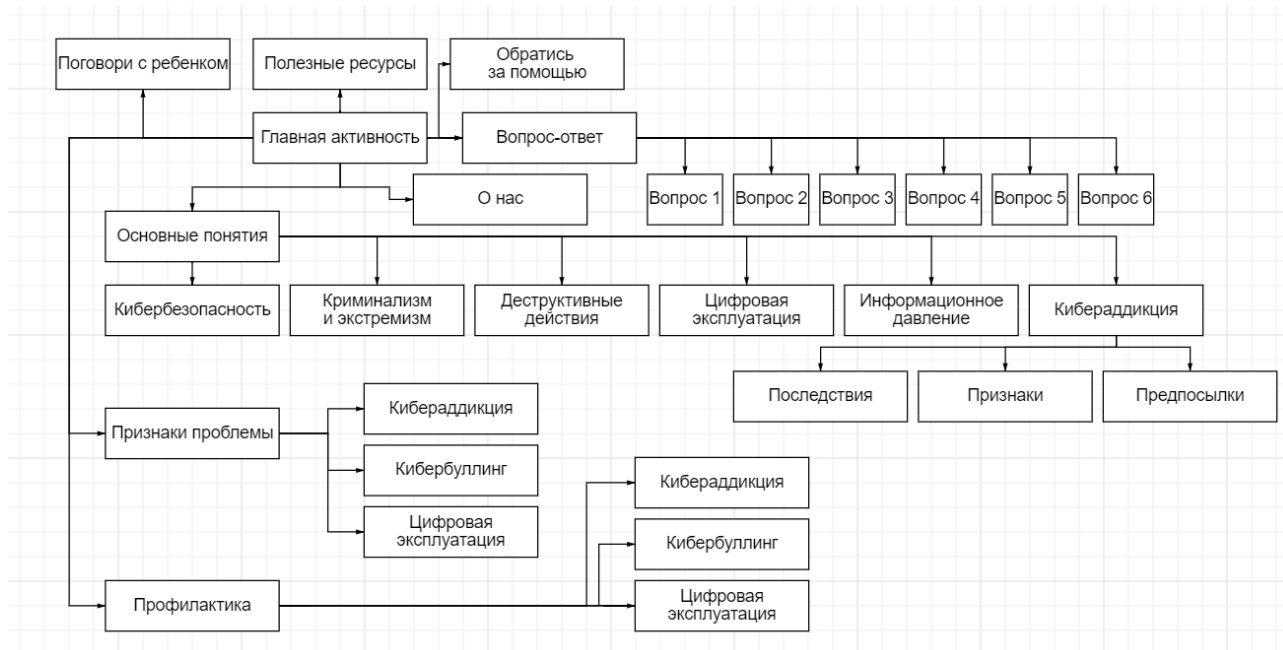 Поговори с ребенком
Полезные ресурсы
Обратись
за помощью
Главная активность
Вопрос-ответ
Вопрос 1
Вопрос 2
Вопрос 3
Вопрос 4
Вопрос 5
Вопрос 6
О нас
Основные понятия
Кибербезопасность
Криминализм
и экстремизм
Деструктивные
действия
Цифровая
эксплуатация
Информационное
давление
Кибераддикция
Последствия
Признаки
Предпосылки
Признаки проблемы
Кибераддикция
Кибербуллинг
Цифровая
эксплуатация
Профилактика
Кибераддикция
Кибербуллинг
Цифровая
эксплуатация